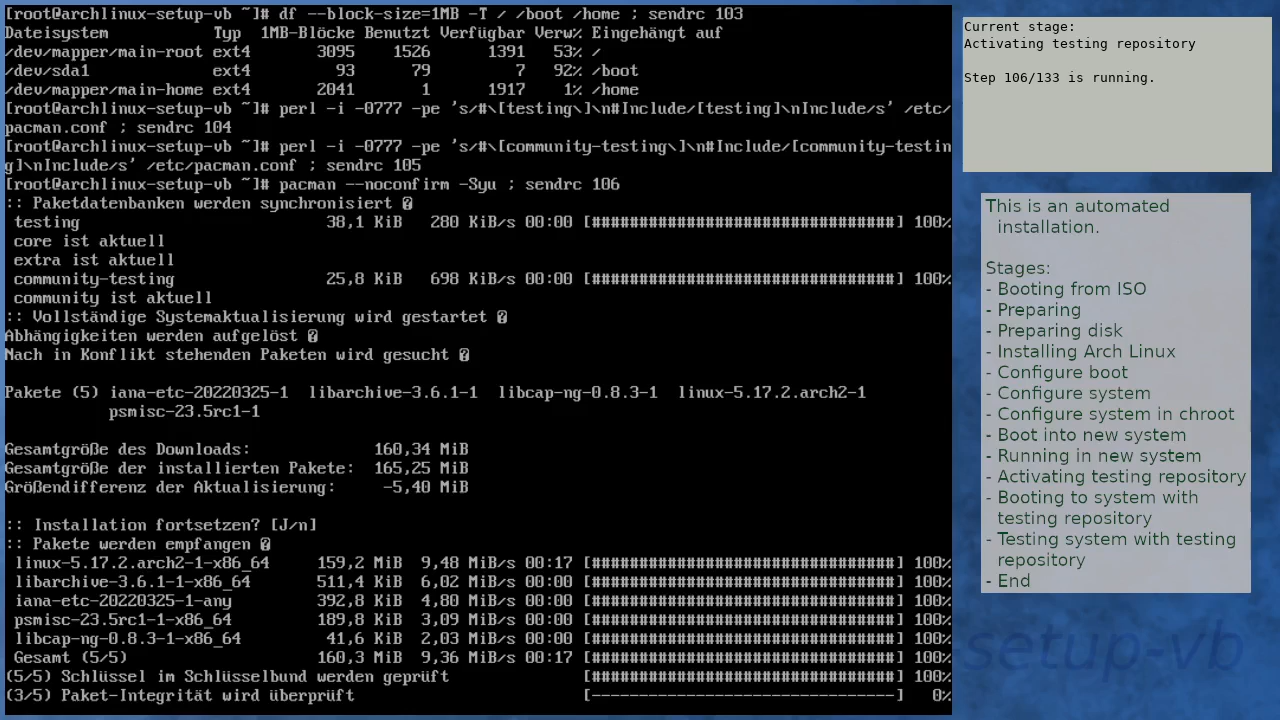 [root@archlinux-setup-vb ~]# df --block-size=1MB -T / /boot /home ; sendrc 103
Dateisystem           Typ  1MB-Blöcke Benutzt Verfügbar Verw% Eingehängt auf
/dev/mapper/main-root ext4       3095    1526      1391   53% /
/dev/sda1             ext4         93      79         7   92% /boot
/dev/mapper/main-home ext4       2041       1      1917    1% /home
[root@archlinux-setup-vb ~]# perl -i -0777 -pe 's/#\[testing\]\n#Include/[testing]\nInclude/s' /etc/
pacman.conf ; sendrc 104
[root@archlinux-setup-vb ~]# perl -i -0777 -pe 's/#\[community-testing\]\n#Include/[community-testin
g]\nInclude/s' /etc/pacman.conf ; sendrc 105
[root@archlinux-setup-vb ~]# pacman --noconfirm -Syu ; sendrc 106
:: Paketdatenbanken werden synchronisiert �
 testing                          38,1 KiB   280 KiB/s 00:00 [#################################] 100%
 core ist aktuell
 extra ist aktuell
 community-testing                25,8 KiB   698 KiB/s 00:00 [#################################] 100%
 community ist aktuell
:: Vollständige Systemaktualisierung wird gestartet �
Abhängigkeiten werden aufgelöst �
Nach in Konflikt stehenden Paketen wird gesucht �
Pakete (5) iana-etc-20220325-1  libarchive-3.6.1-1  libcap-ng-0.8.3-1  linux-5.17.2.arch2-1
           psmisc-23.5rc1-1
Gesamtgröße des Downloads:             160,34 MiB
Gesamtgröße der installierten Pakete:  165,25 MiB
Größendifferenz der Aktualisierung:     -5,40 MiB
:: Installation fortsetzen? [J/n]
:: Pakete werden empfangen �
 linux-5.17.2.arch2-1-x86_64     159,2 MiB  9,48 MiB/s 00:17 [#################################] 100%
 libarchive-3.6.1-1-x86_64       511,4 KiB  6,02 MiB/s 00:00 [#################################] 100%
 iana-etc-20220325-1-any         392,8 KiB  4,80 MiB/s 00:00 [#################################] 100%
 psmisc-23.5rc1-1-x86_64         189,8 KiB  3,09 MiB/s 00:00 [#################################] 100%
 libcap-ng-0.8.3-1-x86_64         41,6 KiB  2,03 MiB/s 00:00 [#################################] 100%
 Gesamt (5/5)                    160,3 MiB  9,36 MiB/s 00:17 [#################################] 100%
(5/5) Schlüssel im Schlüsselbund werden geprüft              [#################################] 100%
(3/5) Paket-Integrität wird überprüft                        [---------------------------------]   0%
Current stage:
Activating testing repository
Step 106/133 is running.
This is an automated
installation.
Stages:
- Booting from ISO
- Preparing
- Preparing disk
- Installing Arch Linux
- Configure boot
- Configure system
- Configure system in chroot
- Boot into new system
- Running in new system
- Activating testing repository
- Booting to system with
testing repository
- Testing system with testing
repository
- End
setup-vb